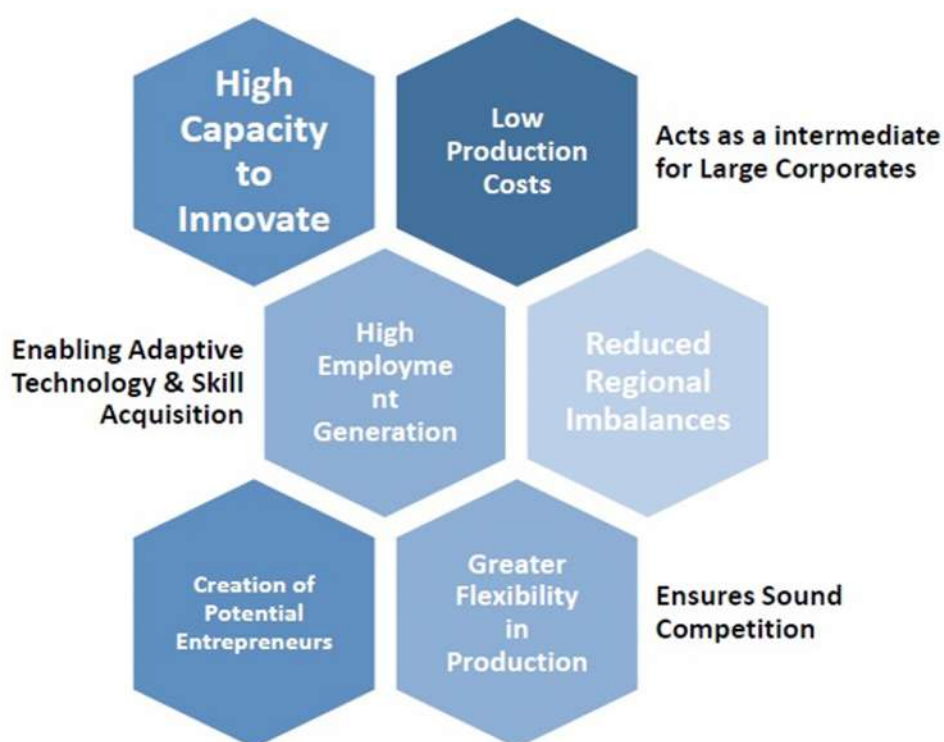 High
Capacity
to
Innovate
Low
Production
Costs
Acts as a intermediate
for Large Corporates
Enabling Adaptive
Technology & Skill
Acquisition
High
Employme
nt
Generation
Reduced
Regional
Imbalances
Creation of
Potential
Entrepreneurs
Greater
Flexibility
in
Production
Ensures Sound
Competition